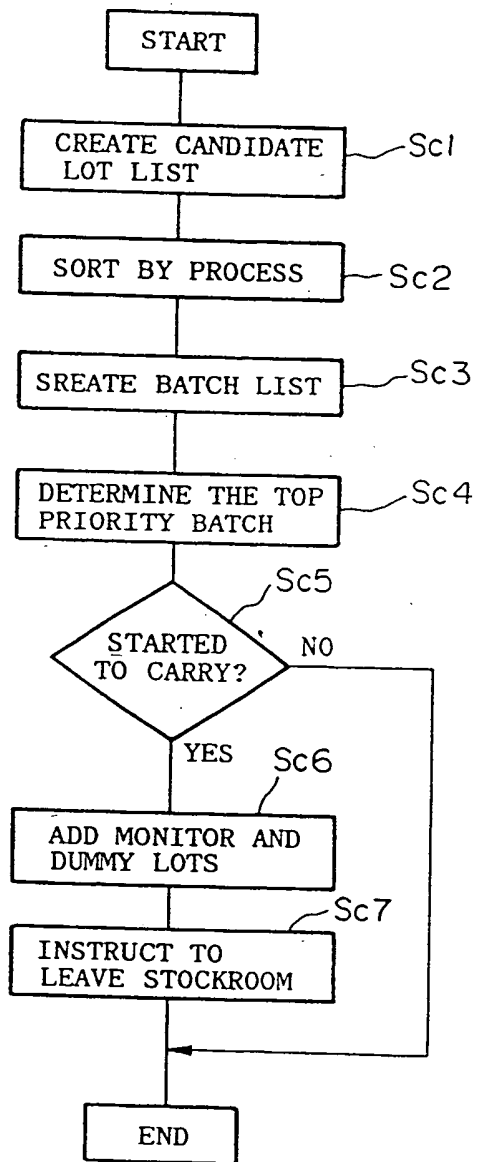 START
CREATE CANDIDATE
LOT LIST
Sc1
SORT BY PROCESS
Sc2
SREATE BATCH LIST
Sc3
DETERMINE THE TOP
PRIORITY BATCH
Sc4
Sc5
STARTED
TO CARRY?
NO
YES
Sc6
ADD MONITOR AND
DUMMY LOTS
Sc7
INSTRUCT TO
LEAVE STOCKROOM
END